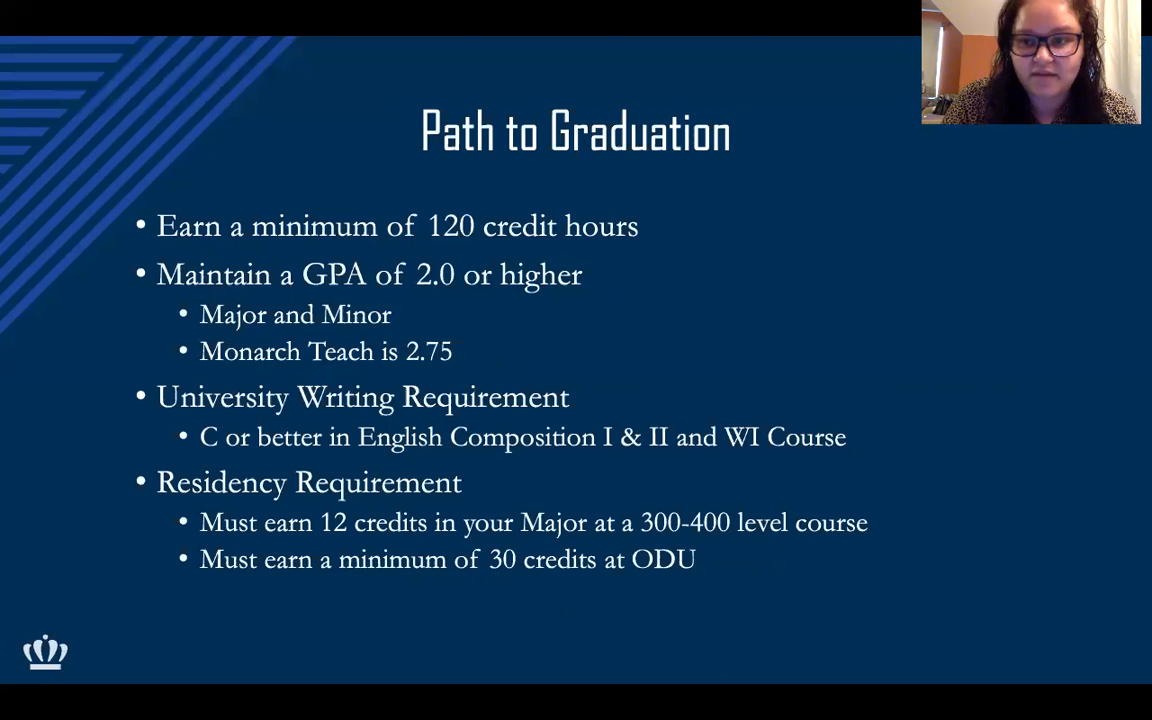 Path to Graduation
• Earn a minimum of 120 credit hours
• Maintain a GPA of 2.0 or higher
• Major and Minor
• Monarch Teach is 2.75
• University Writing Requirement
• C or better in English Composition I & II and WI Course
• Residency Requirement
• Must earn 12 credits in your Major at a 300-400 level course
• Must earn a minimum of 30 credits at ODU